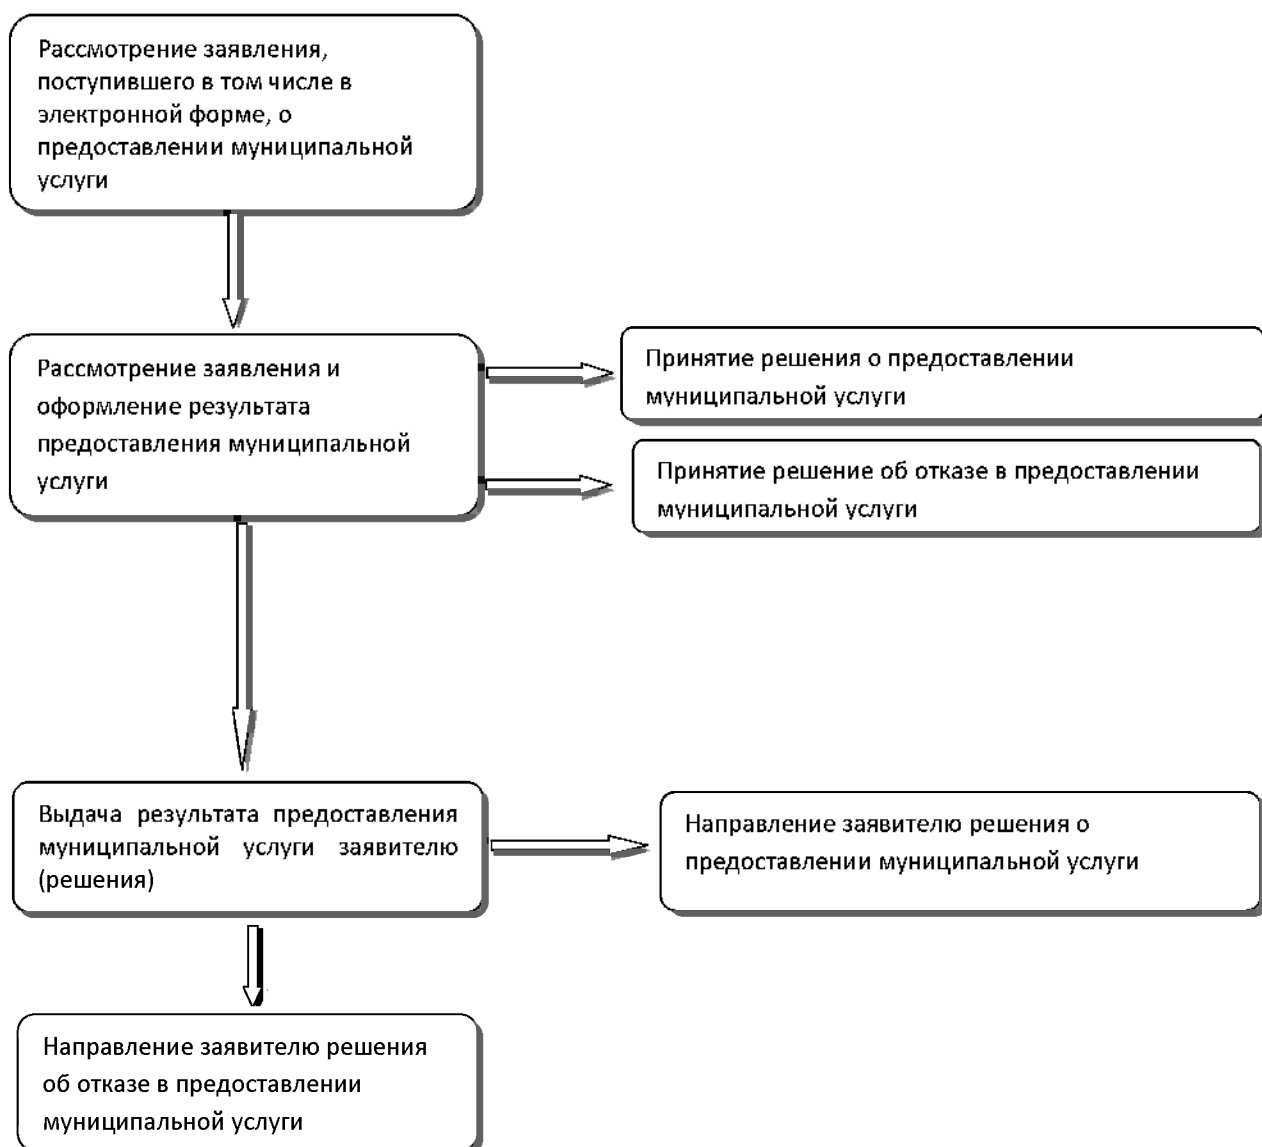 Рассмотрение заявления,
поступившего в том числе в
электронной форме, о
предоставлении муниципальной
услуги
Рассмотрение заявления и
оформление результата
предоставления муниципальной
услуги
Принятие решения о предоставлении
муниципальной услуги
Принятие решение об отказе в предоставлении
муниципальной услуги
Выдача результата предоставления
муниципальной услуги заявителю
(решения)
Направление заявителю решения о
предоставлении муниципальной услуги
Направление заявителю решения
об отказе в предоставлении
муниципальной услуги